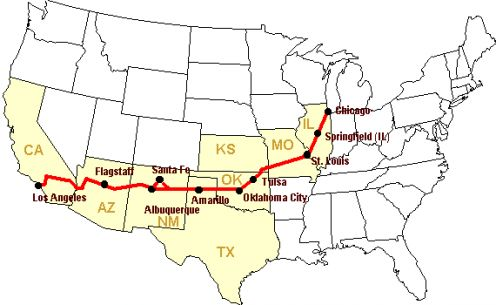 Chicago
IL
Springfield (IL)
CA
KS
MO
St. Louis
Flagstaff
Santa Fe
OK
Tulsa
Los Angeles
Amarillo
Oklahoma City
AZ
Albuquerque
NM
TX